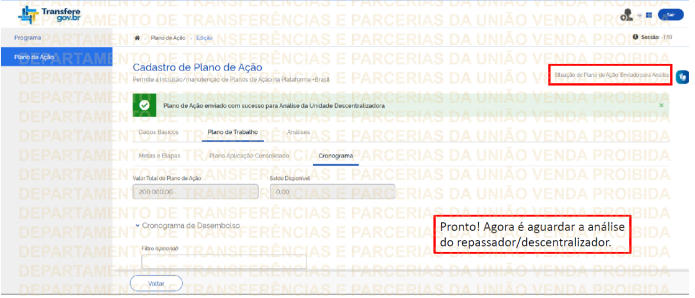 Transfere
gov.br
Sair
Programa
Plano de Ação
Plano de Ação
Edição
Sessão
Cadastro de Plano de Ação
Permite a inclusão/manutenção de Planos de Ação na Plataforma +Brasil
Situação do Plano de Ação: Enviado para Análise
Plano de Ação enviado com sucesso para Análise da Unidade Descentralizadora
×
Dados Básicos
Plano de Trabalho
Análises
Metas e Etapas
Plano Aplicação Consolidado
Cronograma
Valor Total do Plano de Ação
Saldo Disponível
200.000,00
0,00
Cronograma de Desembolso
Pronto! Agora é aguardar a análise
do repassador/descentralizador.
Filtro (opcional)
Voltar
DEPARTAMENTO DE TRANSFERÊNCIAS E PARCERIAS DA UNIÃO VENDA PROIBIDA